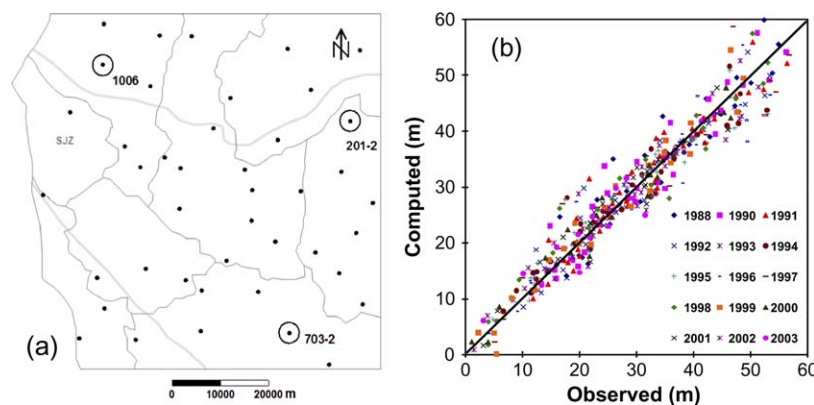 N
1006
SJZ
201-2
703-2
(a)
0 10000 20000 m
(b)
60
50
40
30
20
10
0
Computed (m)
1988 1990 1991
1992 1993 1994
1995 1996 1997
1998 1999 2000
2001 2002 2003
0 10 20 30 40 50 60
Observed (m)